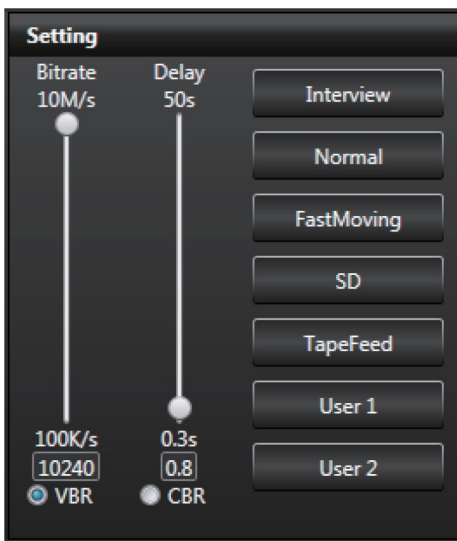 Setting
Bitrate Delay
10M/s 50s
Interview
Normal
FastMoving
SD
TapeFeed
User 1
User 2
100K/s 0.3s
10240 0.8
VBR CBR